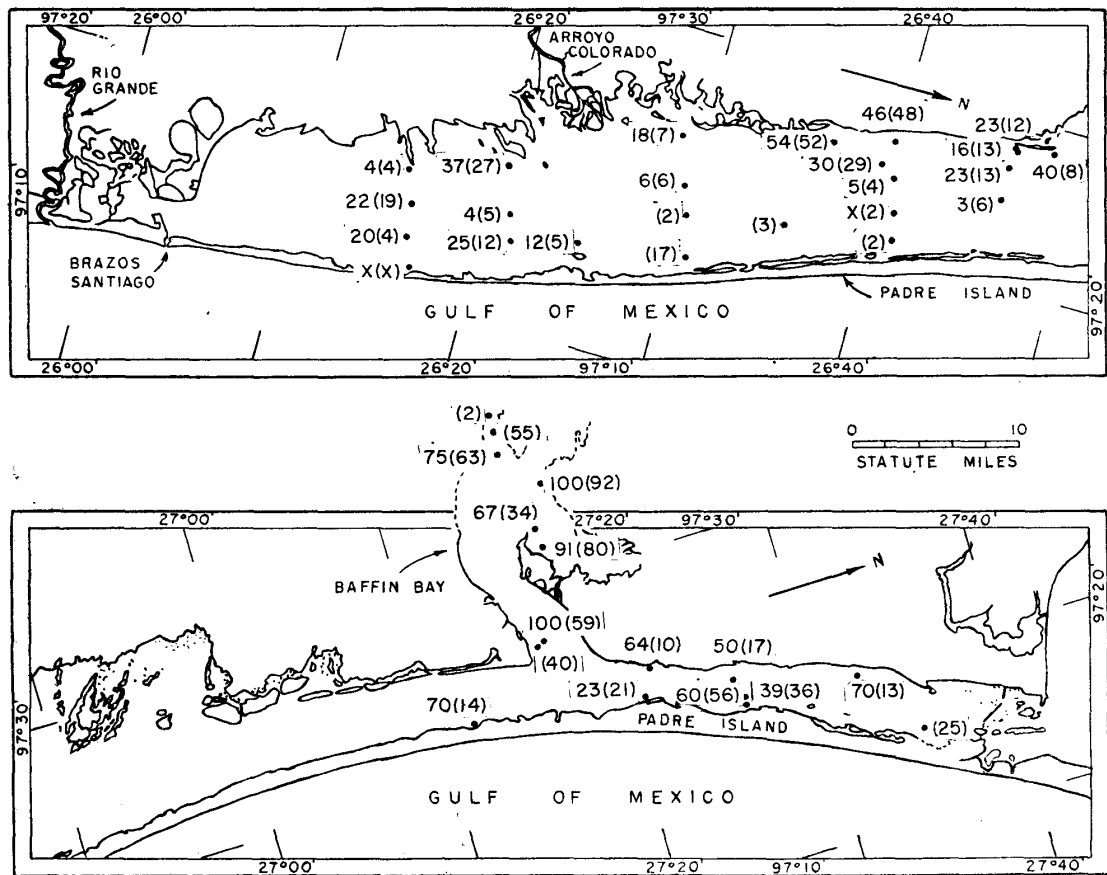 97°20' 26°00' 26°20' 97°30' 26°40'
ARROYO
COLORADO
RIO
GRANDE
N
46(48)
18(7) 54(52) 23(12)
16(13)
4(4) 37(27) 30(29) 23(13) 40(8)
6(6) 5(4)
97°10'
22(19) 4(5) (2) X(2) 3(6)
(3)
20(4) 25(12) 12(5) (2)
(17)
X(X)
BRAZOS
SANTIAGO
PADRE ISLAND
97°20'
GULF OF MEXICO
26°00' 26°20' 97°10' 26°40'
(2)
(55)
75(63)
0 10
STATUTE MILES
100(92)
67(34)
27°00' 27°20' 97°30' 27°40'
91(80)
BAFFIN BAY
N
97°20'
100(59)
64(10) 50(17)
(40)
23(21) 60(56) 39(36) 70(13)
97°30'
70(14)
PADRE ISLAND
(25)
GULF OF MEXICO
27°00' 27°20' 97°10' 27°40'